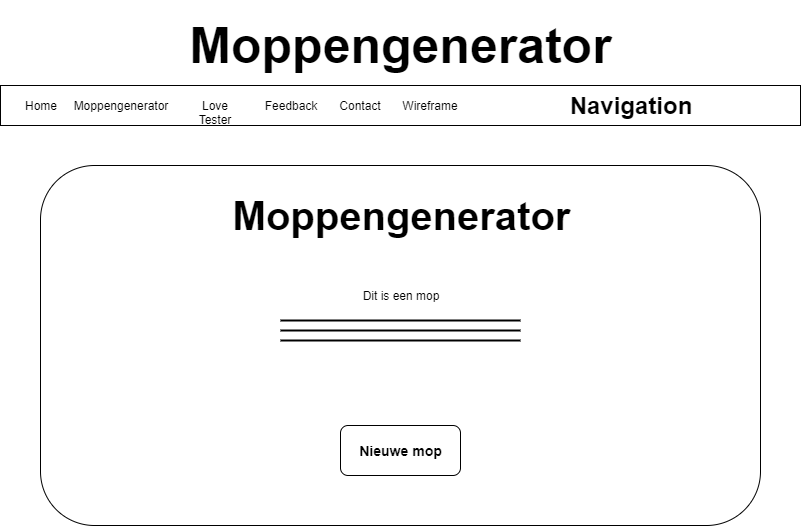 Moppengenerator
Home Moppengenerator Love Tester Feedback Contact Wireframe Navigation
Moppengenerator
Dit is een mop
Nieuwe mop